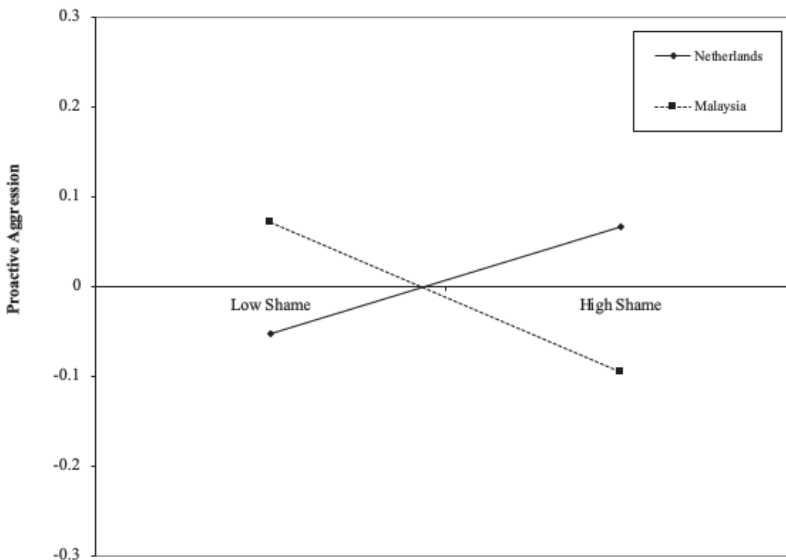 0.3
Netherlands
Malaysia
0.2
0.1
Proactive Aggression
0
Low Shame
High Shame
-0.1
-0.2
-0.3